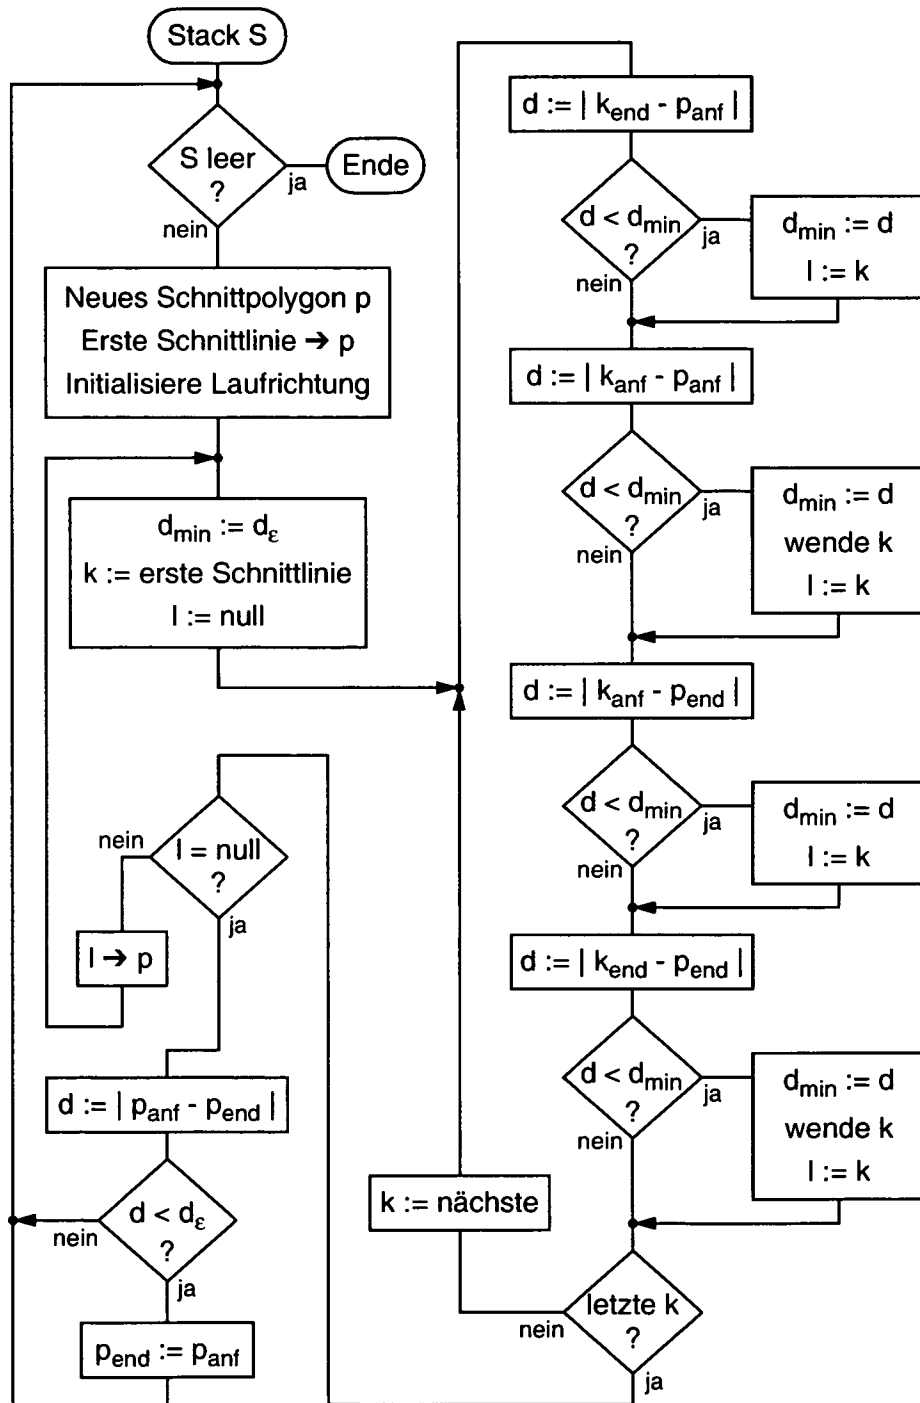 Stack S
S leer
?
ja
Ende
nein
Neues Schnittpolygon p
Erste Schnittlinie → p
Initialisiere Laufrichtung
d_min := d_ε
k := erste Schnittlinie
l := null
nein
l = null
?
ja
l → p
d := | p_anf - p_end |
d < d_ε
?
nein
ja
p_end := p_anf
d := | k_end - p_anf |
d < d_min
?
ja
nein
d_min := d
l := k
d := | k_anf - p_anf |
d < d_min
?
ja
nein
d_min := d
wende k
l := k
d := | k_anf - p_end |
d < d_min
?
ja
nein
d_min := d
l := k
d := | k_end - p_end |
d < d_min
?
ja
nein
d_min := d
wende k
l := k
k := nächste
letzte k
?
nein
ja